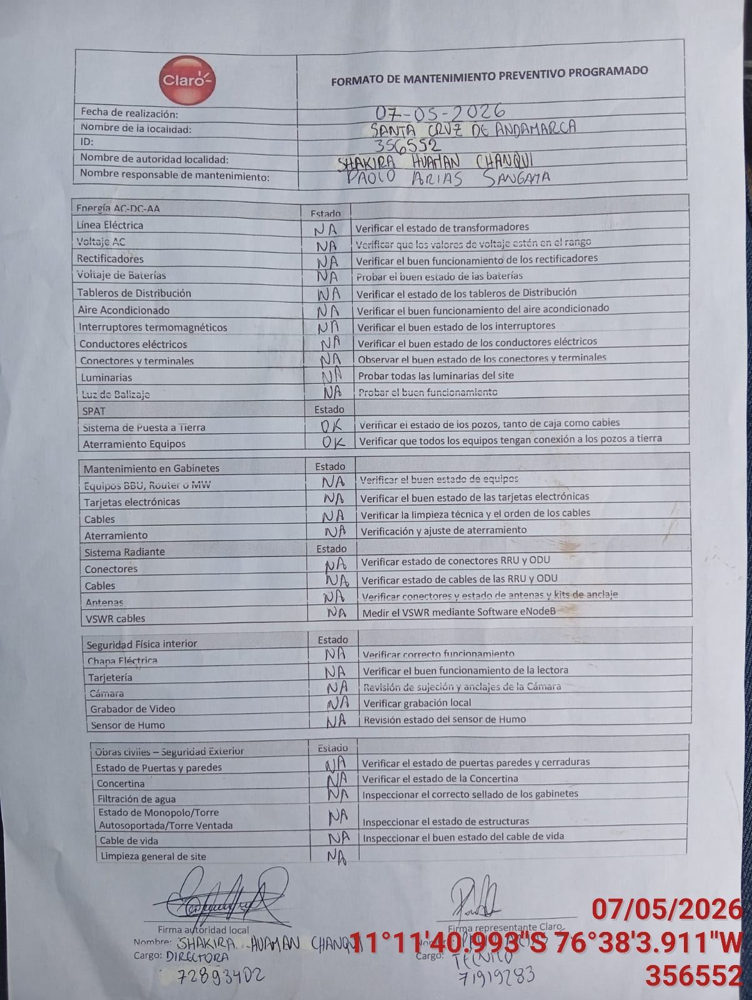 Claro
FORMATO DE MANTENIMIENTO PREVENTIVO PROGRAMADO
Fecha de realización: 07-05-2026
Nombre de la localidad: SANTA CRUZ DE ANDAMARCA
ID: 356552
Nombre de autoridad localidad: SHAKIRA HUAMAN CHANQUI
Nombre responsable de mantenimiento: PAOLO ARIAS SANGAMA
Energía AC-DC-AA Estado
Línea Eléctrica NA Verificar el estado de transformadores
Voltaje AC NA Verificar que los valores de voltaje estén en el rango
Rectificadores NA Verificar el buen funcionamiento de los rectificadores
Voltaje de Baterías NA Probar el buen estado de las baterías
Tableros de Distribución NA Verificar el estado de los tableros de Distribución
Aire Acondicionado NA Verificar el buen funcionamiento del aire acondicionado
Interruptores termomagnéticos NA Verificar el buen estado de los interruptores
Conductores eléctricos NA Verificar el buen estado de los conductores eléctricos
Conectores y terminales NA Observar el buen estado de los conectores y terminales
Luminarias NA Probar todas las luminarias del site
Luz de Balizaje NA Probar el buen funcionamiento
SPAT Estado
Sistema de Puesta a Tierra OK Verificar el estado de los pozos, tanto de caja como cables
Aterramiento Equipos OK Verificar que todos los equipos tengan conexión a los pozos a tierra
Mantenimiento en Gabinetes Estado
Equipos BBU, Router o MW NA Verificar el buen estado de equipos
Tarjetas electrónicas NA Verificar el buen estado de las tarjetas electrónicas
Cables NA Verificar la limpieza técnica y el orden de los cables
Aterramiento NA Verificación y ajuste de aterramiento
Sistema Radiante Estado
Conectores NA Verificar estado de conectores RRU y ODU
Cables NA Verificar estado de cables de las RRU y ODU
Antenas NA Verificar conectores y estado de antenas y kits de anclaje
VSWR cables NA Medir el VSWR mediante Software eNodeB
Seguridad Física interior Estado
Chapa Eléctrica NA Verificar correcto funcionamiento
Tarjetería NA Verificar el buen funcionamiento de la lectora
Cámara NA Revisión de sujeción y anclajes de la Cámara
Grabador de Video NA Verificar grabación local
Sensor de Humo NA Revisión estado del sensor de Humo
Obras civiles – Seguridad Exterior Estado
Estado de Puertas y paredes NA Verificar el estado de puertas paredes y cerraduras
Concertina NA Verificar el estado de la Concertina
Filtración de agua NA Inspeccionar el correcto sellado de los gabinetes
Estado de Monopolo/Torre
Autosoportada/Torre Ventada NA Inspeccionar el estado de estructuras
Cable de vida NA Inspeccionar el buen estado del cable de vida
Limpieza general de site NA
Firma autoridad local
Nombre: SHAKIRA HUAMAN CHANQUI
Cargo: DIRECTORA
72893402
Firma representante Claro
Cargo: TECNICO
71919283
07/05/2026
11°11'40.993"S 76°38'3.911"W
356552